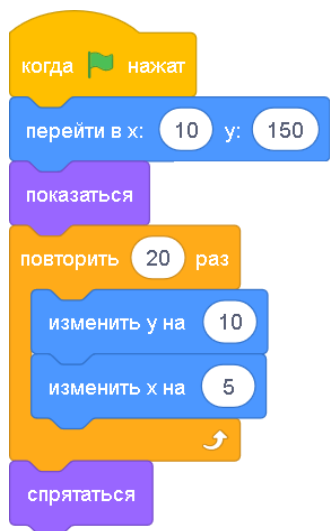 когда нажат
перейти в x: 10 y: 150
показаться
повторить 20 раз
изменить y на 10
изменить x на 5
спрятаться